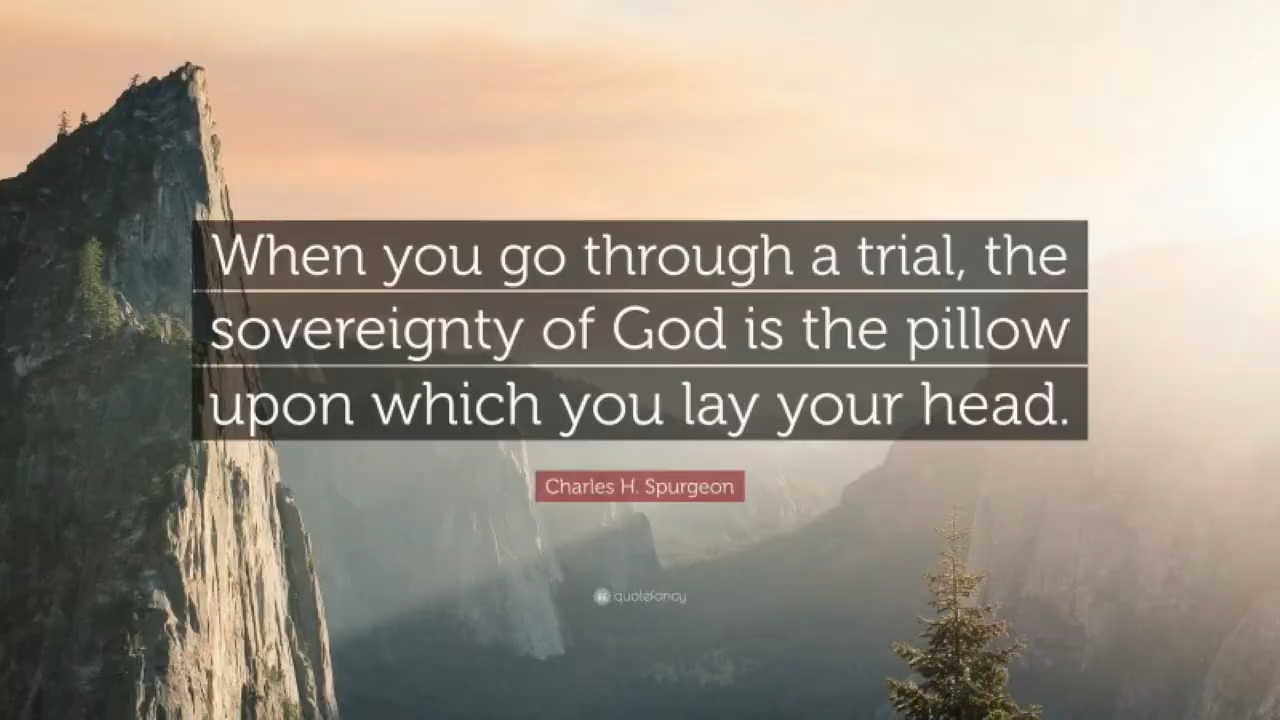 When you go through a trial, the
sovereignty of God is the pillow
upon which you lay your head.
Charles H. Spurgeon
quotefancy